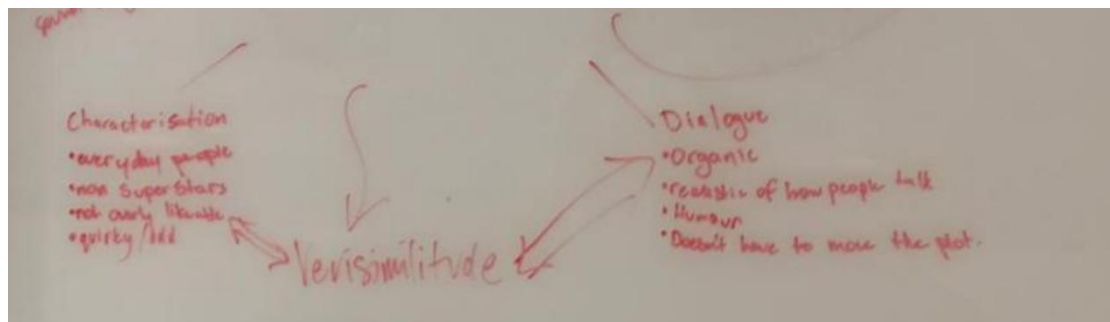 Characterisation
•everyday people
•non Superstars
•not overly likeable
•quirky/odd
Verisimilitude
Dialogue
•Organic
•realistic of how people talk
•Humour
•Doesn't have to move the plot.